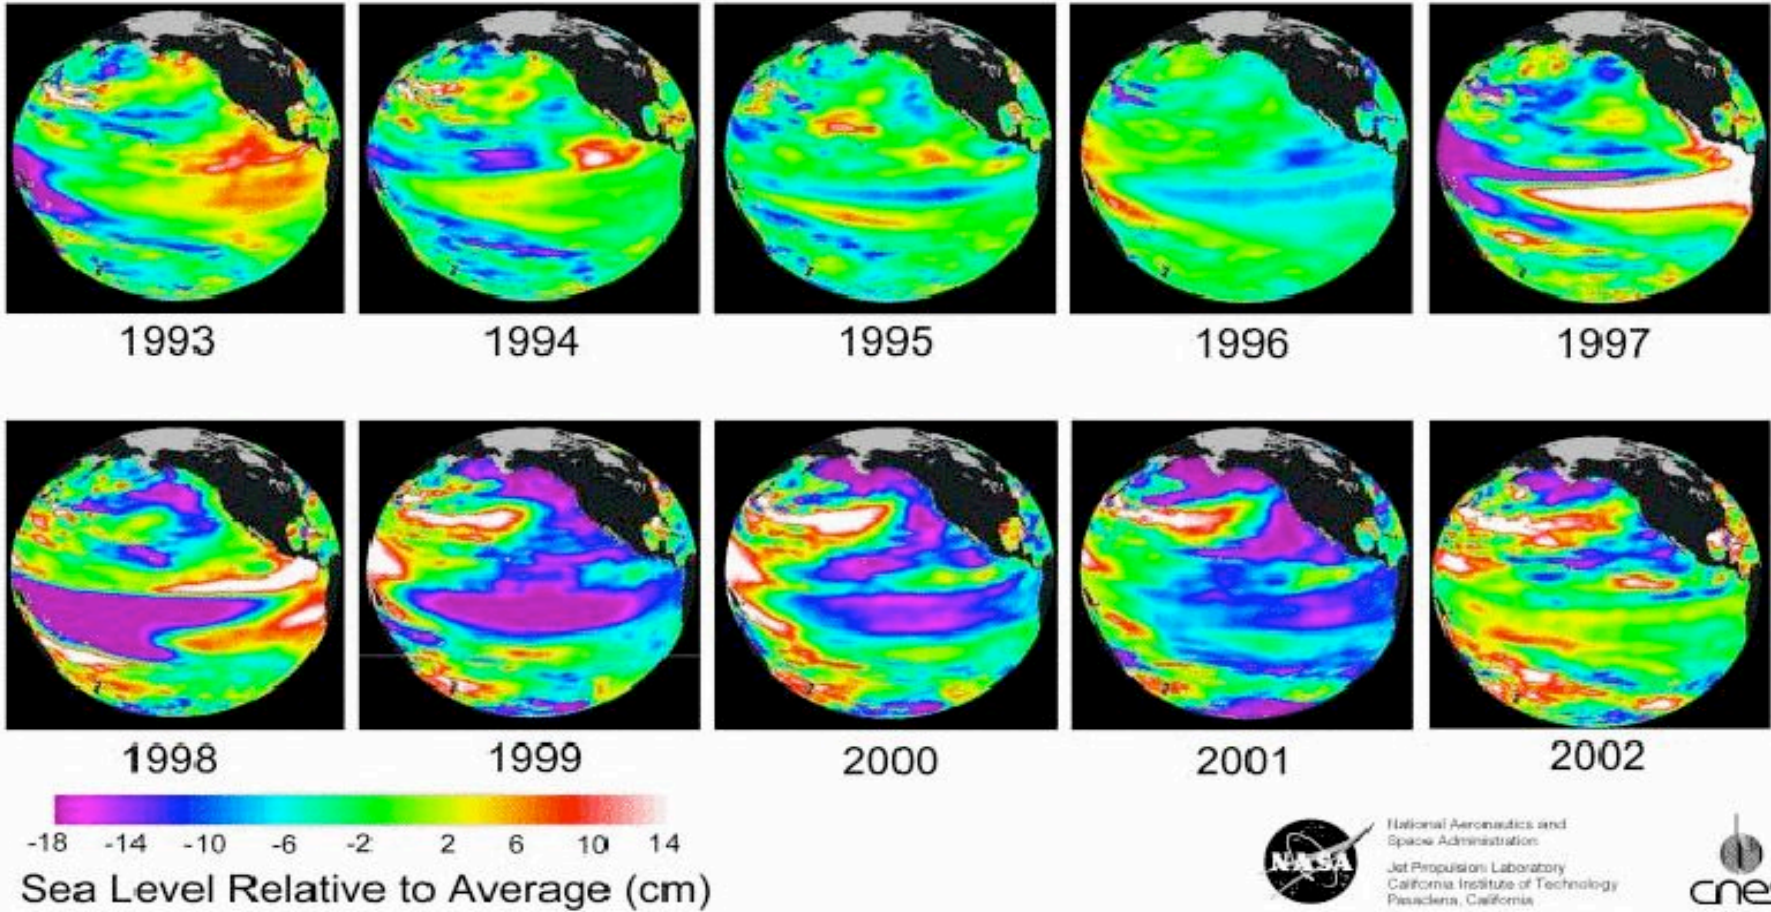 1993 1994 1995 1996 1997
1998 1999 2000 2001 2002
-18 -14 -10 -6 -2 2 6 10 14
Sea Level Relative to Average (cm)
NASA
National Aeronautics and
Space Administration
Jet Propulsion Laboratory
California Institute of Technology
Pasadena, California
cnes